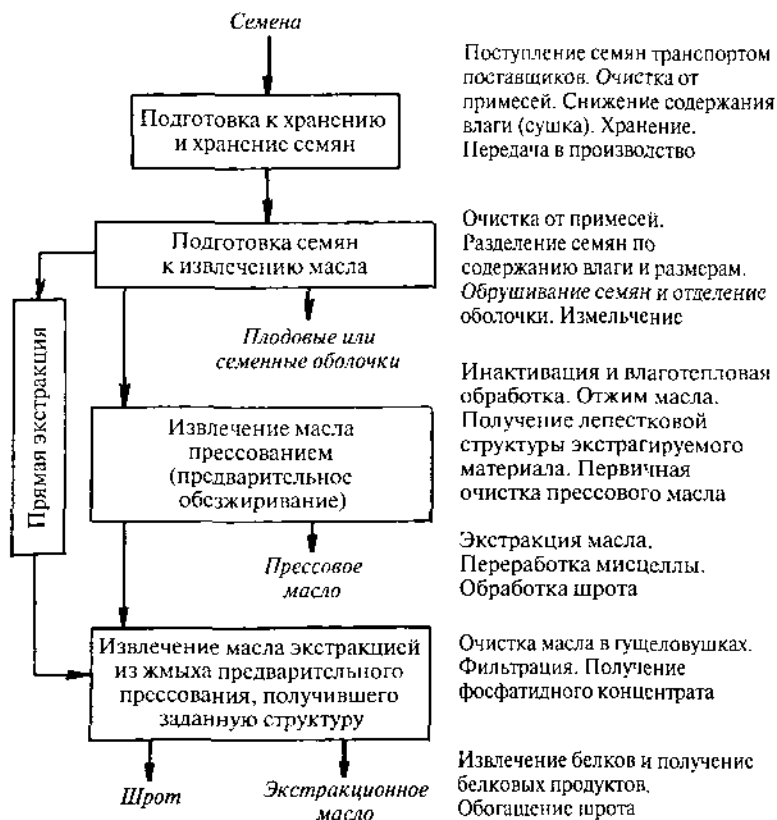 Семена
Подготовка к хранению
и хранение семян
Поступление семян транспортом
поставщиков. Очистка от
примесей. Снижение содержания
влаги (сушка). Хранение.
Передача в производство
Подготовка семян
к извлечению масла
Очистка от примесей.
Разделение семян по
содержанию влаги и размерам.
Обрушивание семян и отделение
оболочки. Измельчение
Плодовые или
семенные оболочки
Прямая экстракция
Извлечение масла
прессованием
(предварительное
обезжиривание)
Инактивация и влаготепловая
обработка. Отжим масла.
Получение лепестковой
структуры экстрагируемого
материала. Первичная
очистка прессового масла
Прессовое
масло
Экстракция масла.
Переработка мисцеллы.
Обработка шрота
Извлечение масла экстракцией
из жмыха предварительного
прессования, получившего
заданную структуру
Очистка масла в гущеловушках.
Фильтрация. Получение
фосфатидного концентрата
Шрот
Экстракционное
масло
Извлечение белков и получение
белковых продуктов.
Обогащение шрота